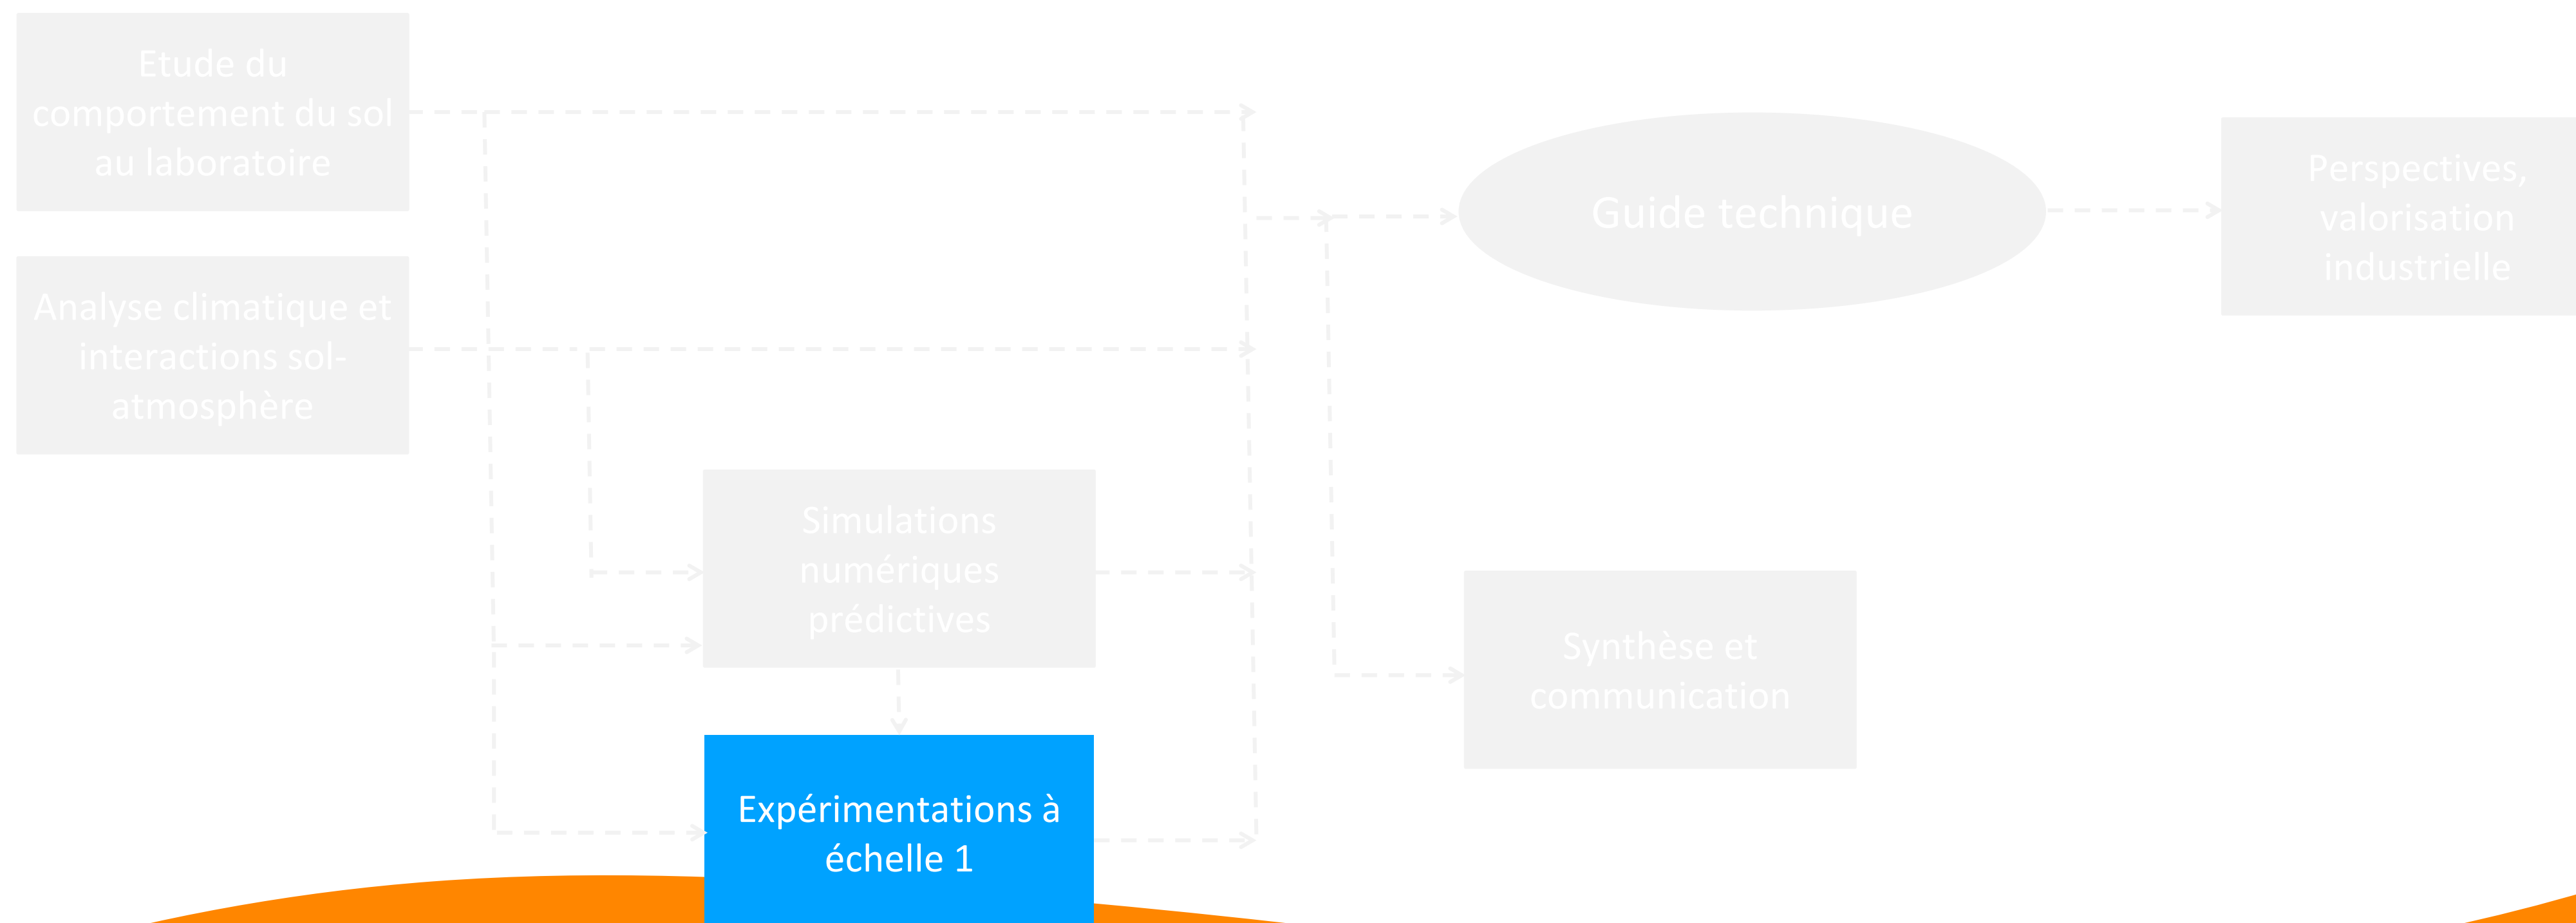 Etude du
comportement du sol
au laboratoire
Analyse climatique et
interactions sol-
atmosphère
Simulations
numériques
prédictives
Expérimentations à
échelle 1
Guide technique
Synthèse et
communication
Perspectives,
valorisation
industrielle